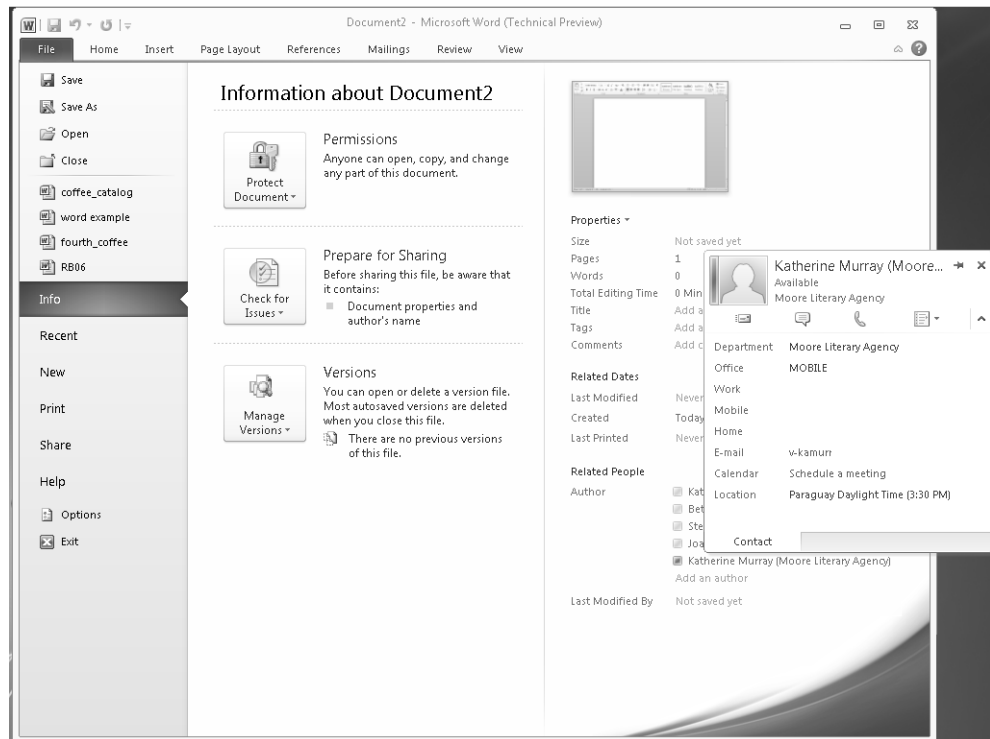 Document2 - Microsoft Word (Technical Preview)
File Home Insert Page Layout References Mailings Review View
Save
Save As
Open
Close
coffee_catalog
word example
fourth_coffee
RB06
Info
Recent
New
Print
Share
Help
Options
Exit
Information about Document2
Protect
Document
Permissions
Anyone can open, copy, and change
any part of this document.
Check for
Issues
Prepare for Sharing
Before sharing this file, be aware that
it contains:
Document properties and
author's name
Manage
Versions
Versions
You can open or delete a version file.
Most autosaved versions are deleted
when you close this file.
There are no previous versions
of this file.
Properties
Size Not saved yet
Pages 1
Words 0
Total Editing Time 0 Min
Title Add a
Tags Add a
Comments Add c
Related Dates
Last Modified Never
Created Today
Last Printed Never
Related People
Author Kat
Bet
Ste
Joa
Katherine Murray (Moore Literary Agency)
Add an author
Last Modified By Not saved yet
Katherine Murray (Moore...
Available
Moore Literary Agency
Department Moore Literary Agency
Office MOBILE
Work
Mobile
Home
E-mail v-kamurr
Calendar Schedule a meeting
Location Paraguay Daylight Time (3:30 PM)
Contact